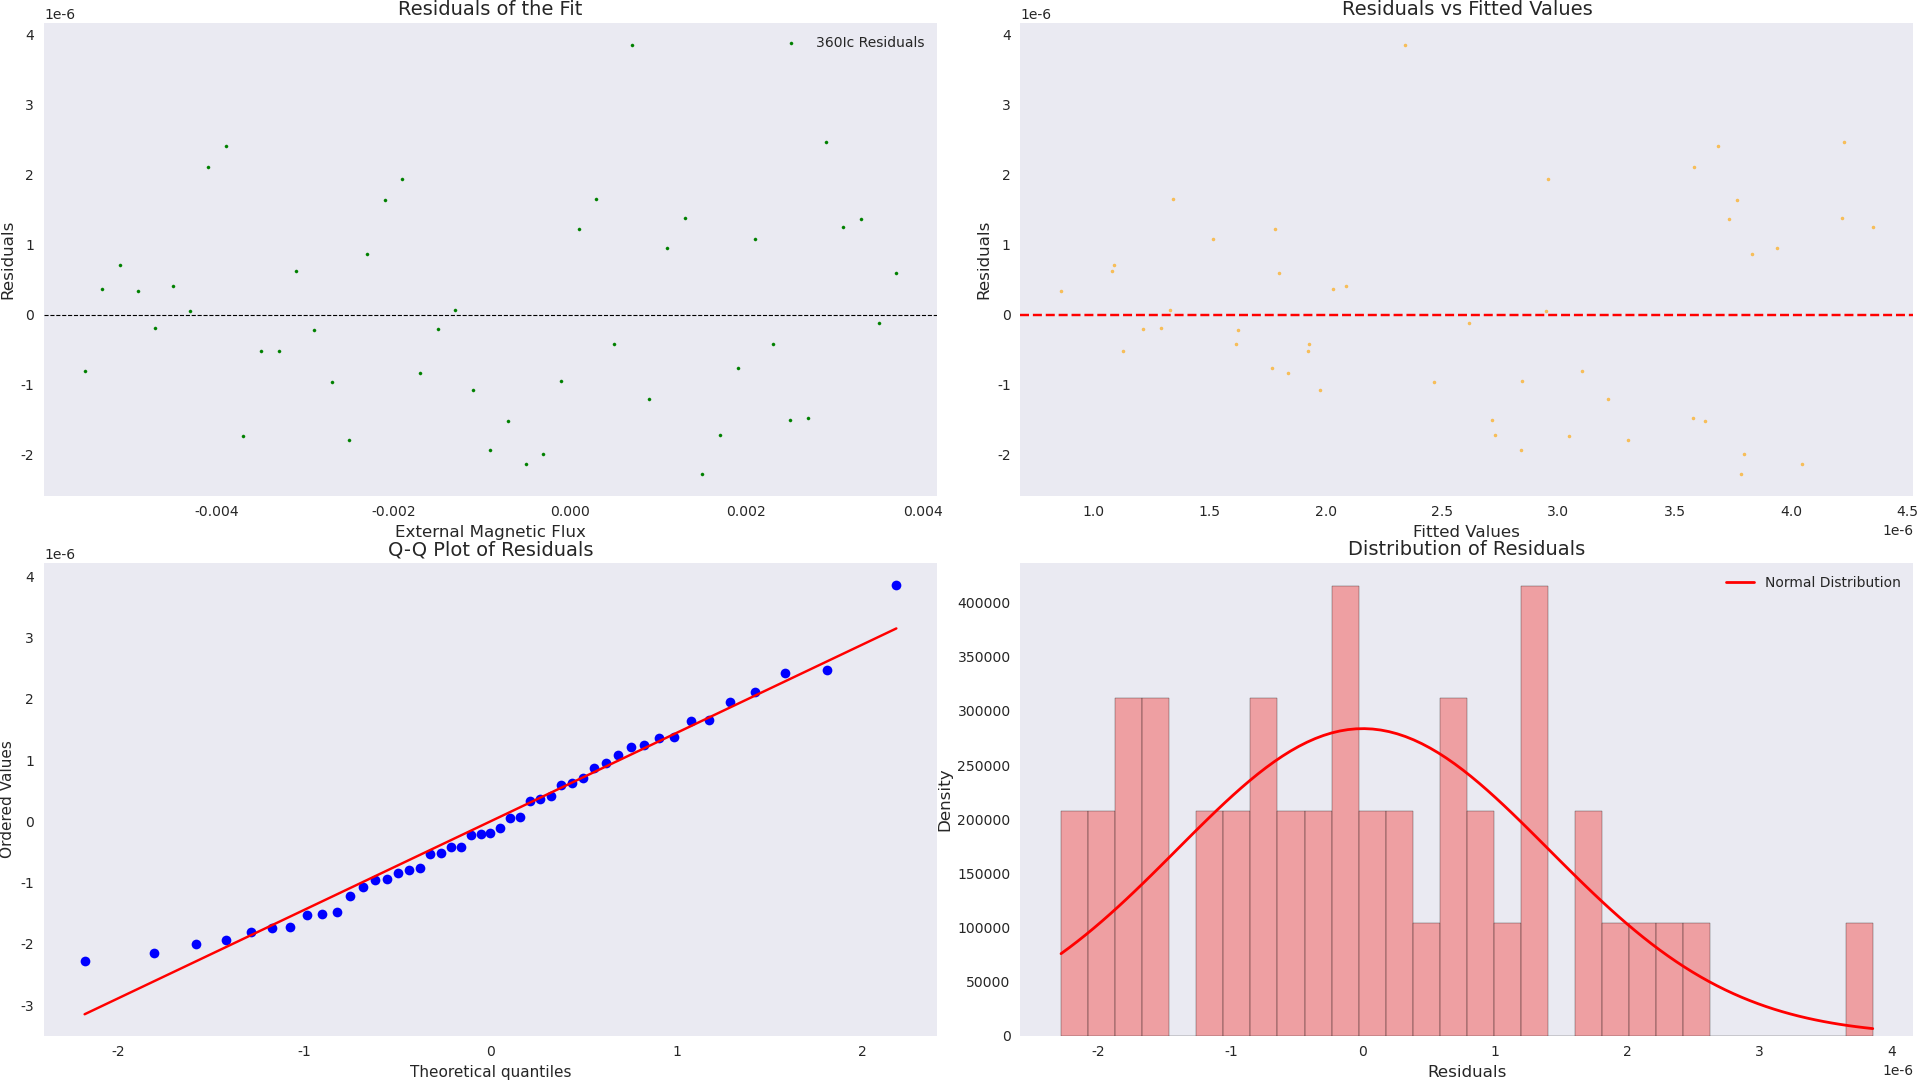 Residuals of the Fit
1e-6
360Ic Residuals
4
3
2
1
0
-1
-2
Residuals
-0.004
-0.002
0.000
0.002
0.004
External Magnetic Flux
Residuals vs Fitted Values
1e-6
4
3
2
1
0
-1
-2
Residuals
1.0
1.5
2.0
2.5
3.0
3.5
4.0
4.5
Fitted Values
1e-6
Q-Q Plot of Residuals
1e-6
4
3
2
1
0
-1
-2
-3
Ordered Values
-2
-1
0
1
2
Theoretical quantiles
Distribution of Residuals
Normal Distribution
400000
350000
300000
250000
200000
150000
100000
50000
0
Density
-2
-1
0
1
2
3
4
Residuals
1e-6